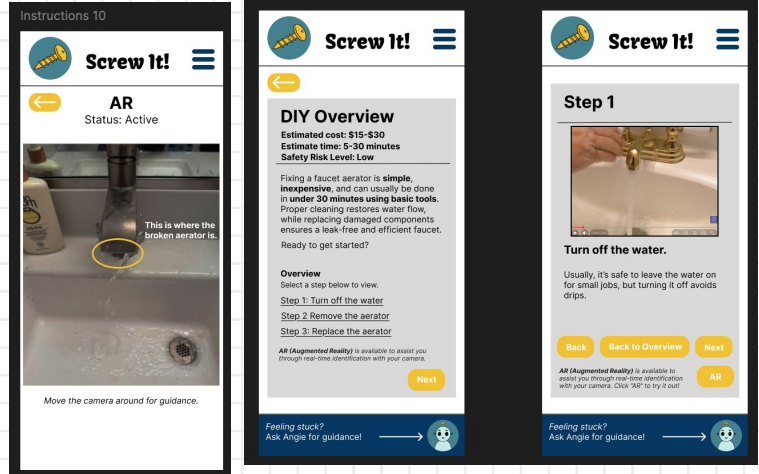 Instructions 10
Screw It!
AR
Status: Active
This is where the
broken aerator is.
Move the camera around for guidance.
Screw It!
DIY Overview
Estimated cost: $15-$30
Estimate time: 5-30 minutes
Safety Risk Level: Low
Fixing a faucet aerator is simple,
inexpensive, and can usually be done
in under 30 minutes using basic tools.
Proper cleaning restores water flow,
while replacing damaged components
ensures a leak-free and efficient faucet.
Ready to get started?
Overview
Select a step below to view.
Step 1: Turn off the water
Step 2 Remove the aerator
Step 3: Replace the aerator
AR (Augmented Reality) is available to assist you
through real-time identification with your camera.
Next
Feeling stuck?
Ask Angie for guidance!
Screw It!
Step 1
Turn off the water.
Usually, it's safe to leave the water on
for small jobs, but turning it off avoids
drips.
Back
Back to Overview
Next
AR (Augmented Reality) is available to
assist you through real-time identification
with your camera. Click "AR" to try it out!
AR
Feeling stuck?
Ask Angie for guidance!